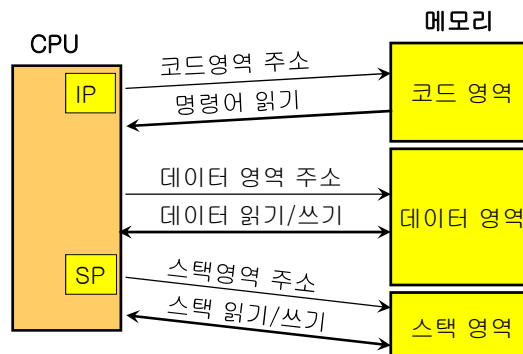 메모리
CPU
IP
코드영역 주소
명령어 읽기
코드 영역
데이터 영역 주소
데이터 읽기/쓰기
데이터 영역
SP
스택영역 주소
스택 읽기/쓰기
스택 영역